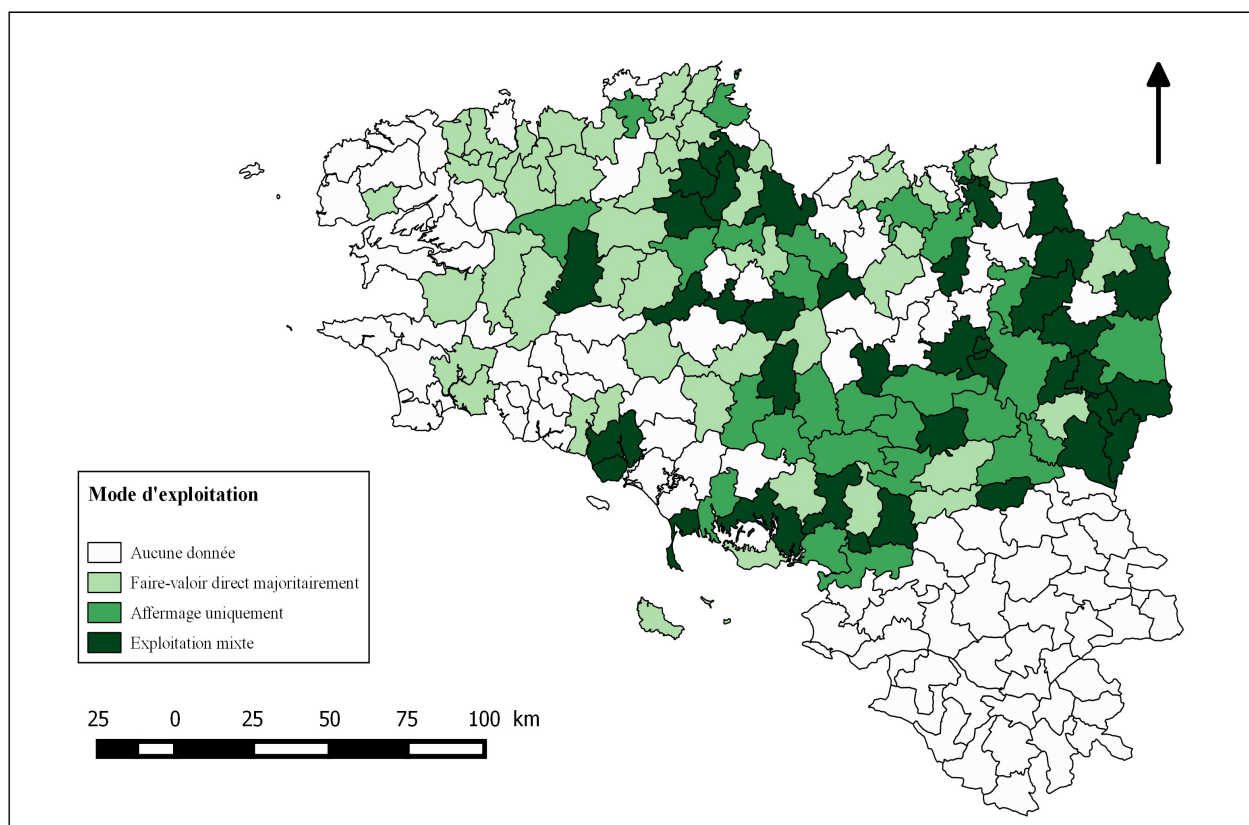 Mode d'exploitation
Aucune donnée
Faire-valoir direct majoritairement
Affermage uniquement
Exploitation mixte
25 0 25 50 75 100 km